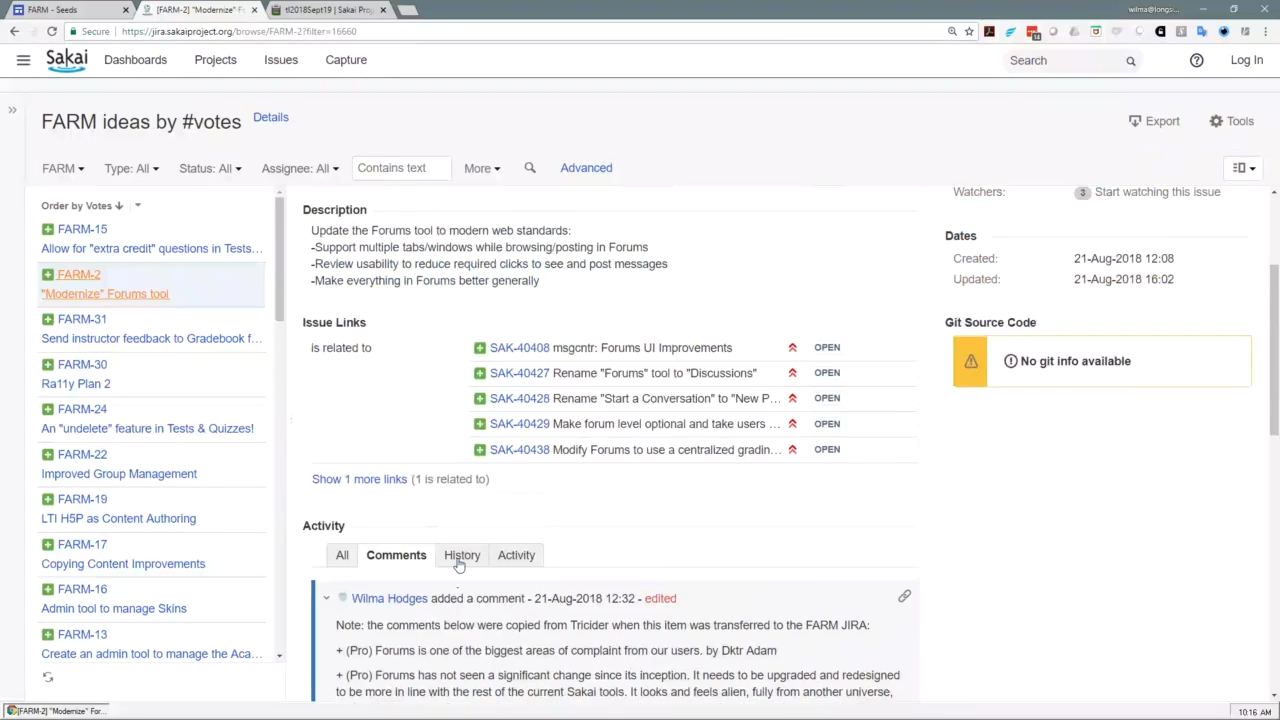 FARM - Seeds
[FARM-2] "Modernize" F
tl2018Sept19 | Sakai Proj
wilma@longs
Secure
https://jira.sakaiproject.org/browse/FARM-2?filter=16660
Sakai
Dashboards
Projects
Issues
Capture
Search
Log In
FARM ideas by #votes
Details
Export
Tools
FARM
Type: All
Status: All
Assignee: All
Contains text
More
Advanced
Order by Votes
FARM-15
Allow for "extra credit" questions in Tests…
FARM-2
"Modernize" Forums tool
FARM-31
Send instructor feedback to Gradebook f…
FARM-30
Ra11y Plan 2
FARM-24
An "undelete" feature in Tests & Quizzes!
FARM-22
Improved Group Management
FARM-19
LTI H5P as Content Authoring
FARM-17
Copying Content Improvements
FARM-16
Admin tool to manage Skins
FARM-13
Create an admin tool to manage the Aca…
Description
Update the Forums tool to modern web standards:
-Support multiple tabs/windows while browsing/posting in Forums
-Review usability to reduce required clicks to see and post messages
-Make everything in Forums better generally
Issue Links
is related to
SAK-40408 msgcntr: Forums UI Improvements OPEN
SAK-40427 Rename "Forums" tool to "Discussions" OPEN
SAK-40428 Rename "Start a Conversation" to "New P… OPEN
SAK-40429 Make forum level optional and take users … OPEN
SAK-40438 Modify Forums to use a centralized gradin… OPEN
Show 1 more links (1 is related to)
Activity
All
Comments
History
Activity
Wilma Hodges added a comment - 21-Aug-2018 12:32 - edited
Note: the comments below were copied from Tricider when this item was transferred to the FARM JIRA:
+ (Pro) Forums is one of the biggest areas of complaint from our users. by Dktr Adam
+ (Pro) Forums has not seen a significant change since its inception. It needs to be upgraded and redesigned
to be more in line with the rest of the current Sakai tools. It looks and feels alien, fully from another universe,
Watchers:
3 Start watching this issue
Dates
Created: 21-Aug-2018 12:08
Updated: 21-Aug-2018 16:02
Git Source Code
No git info available
[FARM-2] "Modernize" For...
10:16 AM